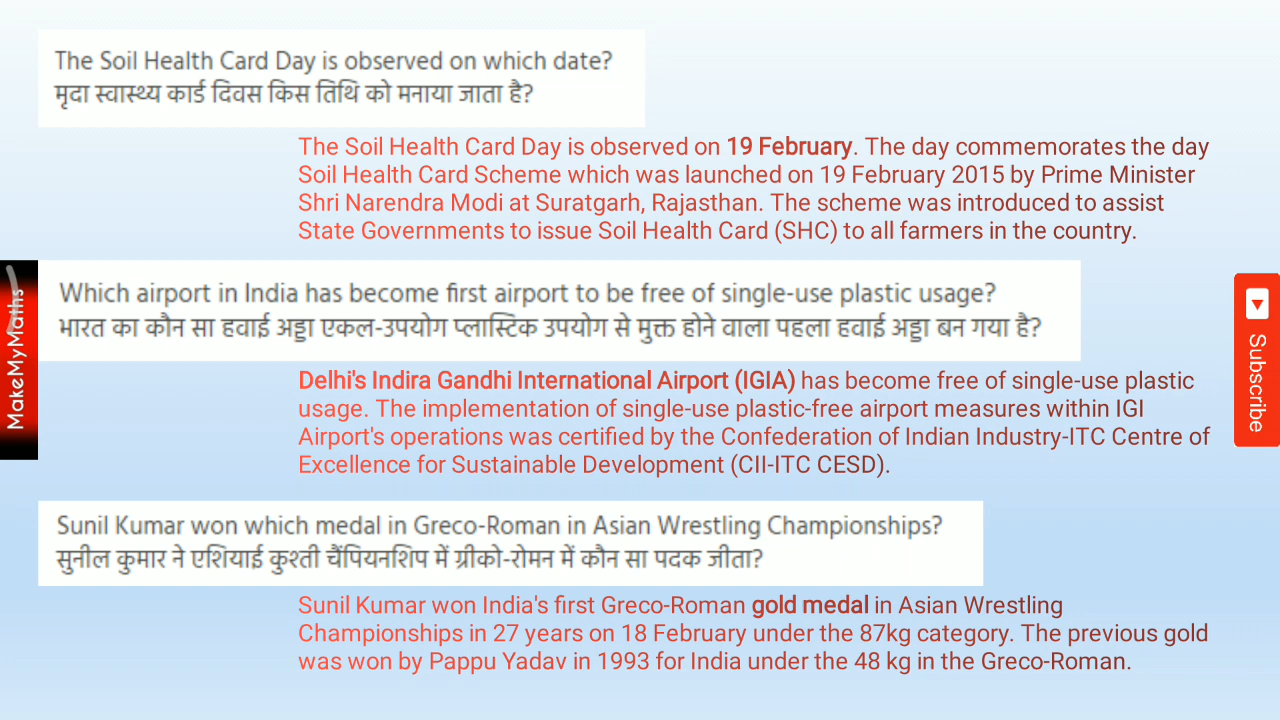 The Soil Health Card Day is observed on which date?
मृदा स्वास्थ्य कार्ड दिवस किस तिथि को मनाया जाता है?
The Soil Health Card Day is observed on 19 February. The day commemorates the day
Soil Health Card Scheme which was launched on 19 February 2015 by Prime Minister
Shri Narendra Modi at Suratgarh, Rajasthan. The scheme was introduced to assist
State Governments to issue Soil Health Card (SHC) to all farmers in the country.
Which airport in India has become first airport to be free of single-use plastic usage?
भारत का कौन सा हवाई अड्डा एकल-उपयोग प्लास्टिक उपयोग से मुक्त होने वाला पहला हवाई अड्डा बन गया है?
Delhi's Indira Gandhi International Airport (IGIA) has become free of single-use plastic
usage. The implementation of single-use plastic-free airport measures within IGI
Airport's operations was certified by the Confederation of Indian Industry-ITC Centre of
Excellence for Sustainable Development (CII-ITC CESD).
Sunil Kumar won which medal in Greco-Roman in Asian Wrestling Championships?
सुनील कुमार ने एशियाई कुश्ती चैंपियनशिप में ग्रीको-रोमन में कौन सा पदक जीता?
Sunil Kumar won India's first Greco-Roman gold medal in Asian Wrestling
Championships in 27 years on 18 February under the 87kg category. The previous gold
was won by Pappu Yadav in 1993 for India under the 48 kg in the Greco-Roman.
MakeMyMaths
Subscribe